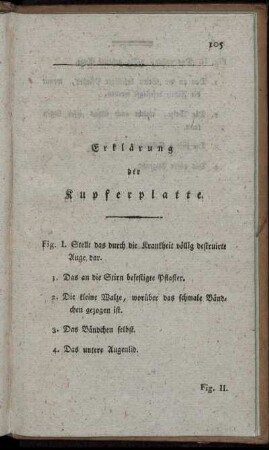 105
Erklärung
der
Kupferplatte.
Fig. I. Stellt das durch die Krankheit völlig destruirte
Auge, dar.
1. Das an die Stirn befestigte Pflaster.
2. Die kleine Walze, worüber das schmale Bänd-
chen gezogen ist.
3. Das Bändchen selbst.
4. Das untere Augenlid.
Fig. II.